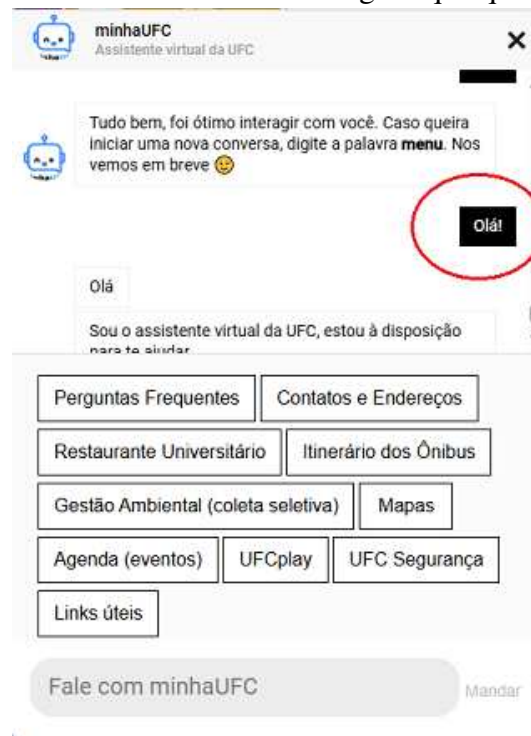 minhaUFC
Assistente virtual da UFC
Tudo bem, foi ótimo interagir com você. Caso queira
iniciar uma nova conversa, digite a palavra menu. Nos
vemos em breve
Olá!
Olá
Sou o assistente virtual da UFC, estou à disposição
para te ajudar
Perguntas Frequentes
Contatos e Endereços
Restaurante Universitário
Itinerário dos Ônibus
Gestão Ambiental (coleta seletiva)
Mapas
Agenda (eventos)
UFCplay
UFC Segurança
Links úteis
Fale com minhaUFC
Mandar